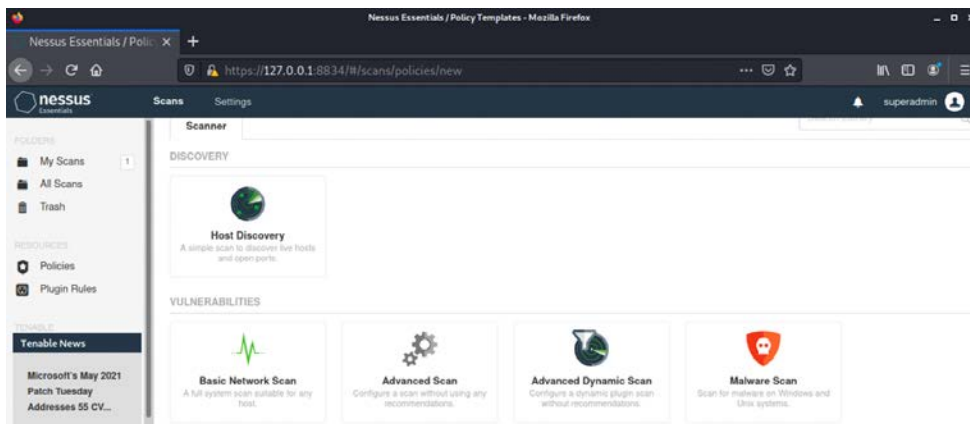 Nessus Essentials / Policy Templates - Mozilla Firefox
Nessus Essentials / Polic
https://127.0.0.1:8834/#/scans/policies/new
nessus
Essentials
Scans
Settings
superadmin
Scanner
FOLDERS
My Scans 1
All Scans
Trash
RESOURCES
Policies
Plugin Rules
TENABLE
Tenable News
Microsoft's May 2021
Patch Tuesday
Addresses 55 CV...
DISCOVERY
Host Discovery
A simple scan to discover live hosts
and open ports.
VULNERABILITIES
Basic Network Scan
A full system scan suitable for any
host.
Advanced Scan
Configure a scan without using any
recommendations.
Advanced Dynamic Scan
Configure a dynamic plugin scan
without recommendations.
Malware Scan
Scan for malware on Windows and
Unix systems.